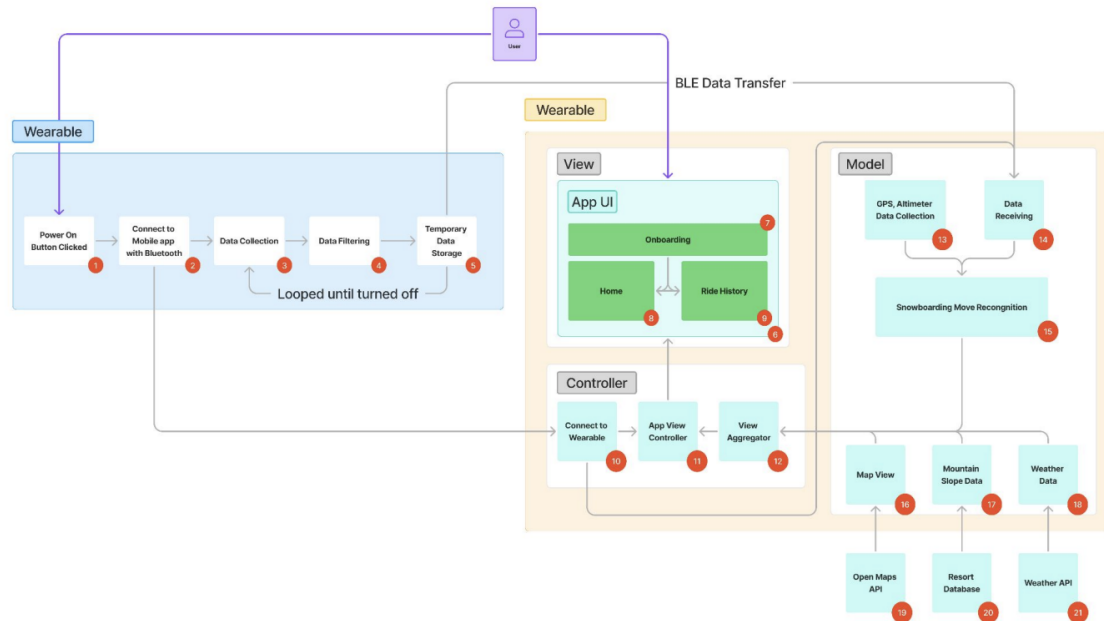 User
BLE Data Transfer
Wearable
Wearable
View
Model
App UI
Power On
Button Clicked
1
Connect to
Mobile app
with Bluetooth
2
Data Collection
3
Data Filtering
4
Temporary
Data
Storage
5
Looped until turned off
7
Onboarding
Home
8
Ride History
9
6
GPS, Altimeter
Data Collection
13
Data
Receiving
14
Snowboarding Move Recongnition
15
Controller
Connect to
Wearable
10
App View
Controller
11
View
Aggregator
12
Map View
16
Mountain
Slope Data
17
Weather
Data
18
Open Maps
API
19
Resort
Database
20
Weather API
21